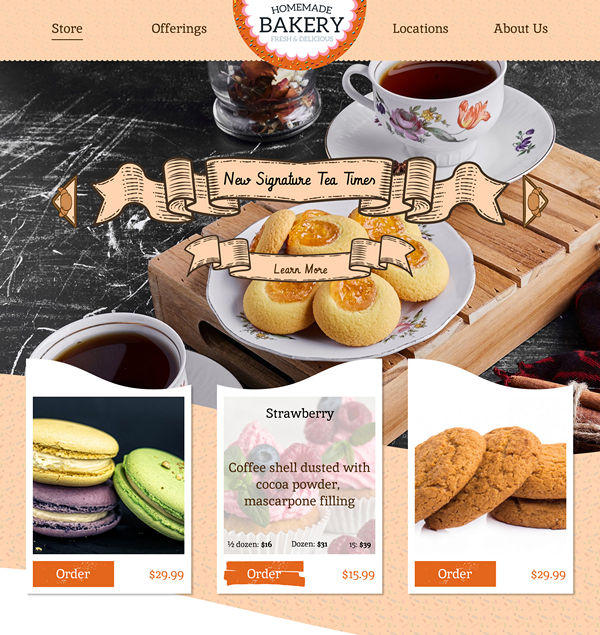 Store
Offerings
HOMEMADE
BAKERY
FRESH & DELICIOUS
Locations
About Us
New Signature Tea Times
Learn More
Strawberry
Coffee shell dusted with
cocoa powder,
mascarpone filling
½ dozen: $16
Dozen: $31
15: $39
Order
$29.99
Order
$15.99
Order
$29.99